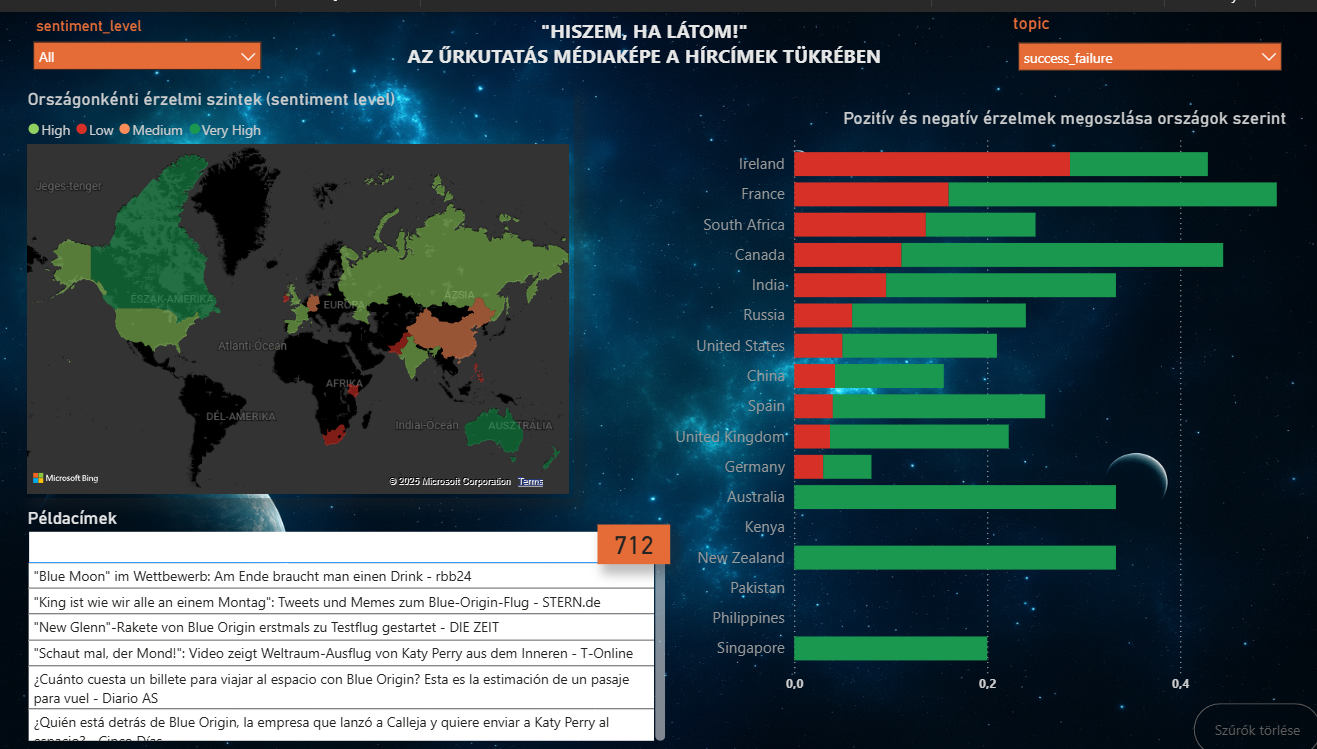 sentiment_level
All
"HISZEM, HA LÁTOM!"
AZ ŰRKUTATÁS MÉDIAKÉPE A HÍRCÍMEK TÜKRÉBEN
topic
success_failure
Országonkénti érzelmi szintek (sentiment level)
High Low Medium Very High
Jeges-tenger
ÉSZAK-AMERIKA
EURÓPA
ÁZSIA
Atlanti-Óceán
AFRIKA
DÉL-AMERIKA
Indiai-Óceán
AUSZTRÁLIA
Microsoft Bing
© 2025 Microsoft Corporation Terms
Pozitív és negatív érzelmek megoszlása országok szerint
Ireland
France
South Africa
Canada
India
Russia
United States
China
Spain
United Kingdom
Germany
Australia
Kenya
New Zealand
Pakistan
Philippines
Singapore
0,0 0,2 0,4
Példacímek
712
"Blue Moon" im Wettbewerb: Am Ende braucht man einen Drink - rbb24
"King ist wie wir alle an einem Montag": Tweets und Memes zum Blue-Origin-Flug - STERN.de
"New Glenn"-Rakete von Blue Origin erstmals zu Testflug gestartet - DIE ZEIT
"Schaut mal, der Mond!": Video zeigt Weltraum-Ausflug von Katy Perry aus dem Inneren - T-Online
¿Cuánto cuesta un billete para viajar al espacio con Blue Origin? Esta es la estimación de un pasaje
para vuel - Diario AS
¿Quién está detrás de Blue Origin, la empresa que lanzó a Calleja y quiere enviar a Katy Perry al
espacio? - Cinco Días
Szűrők törlése